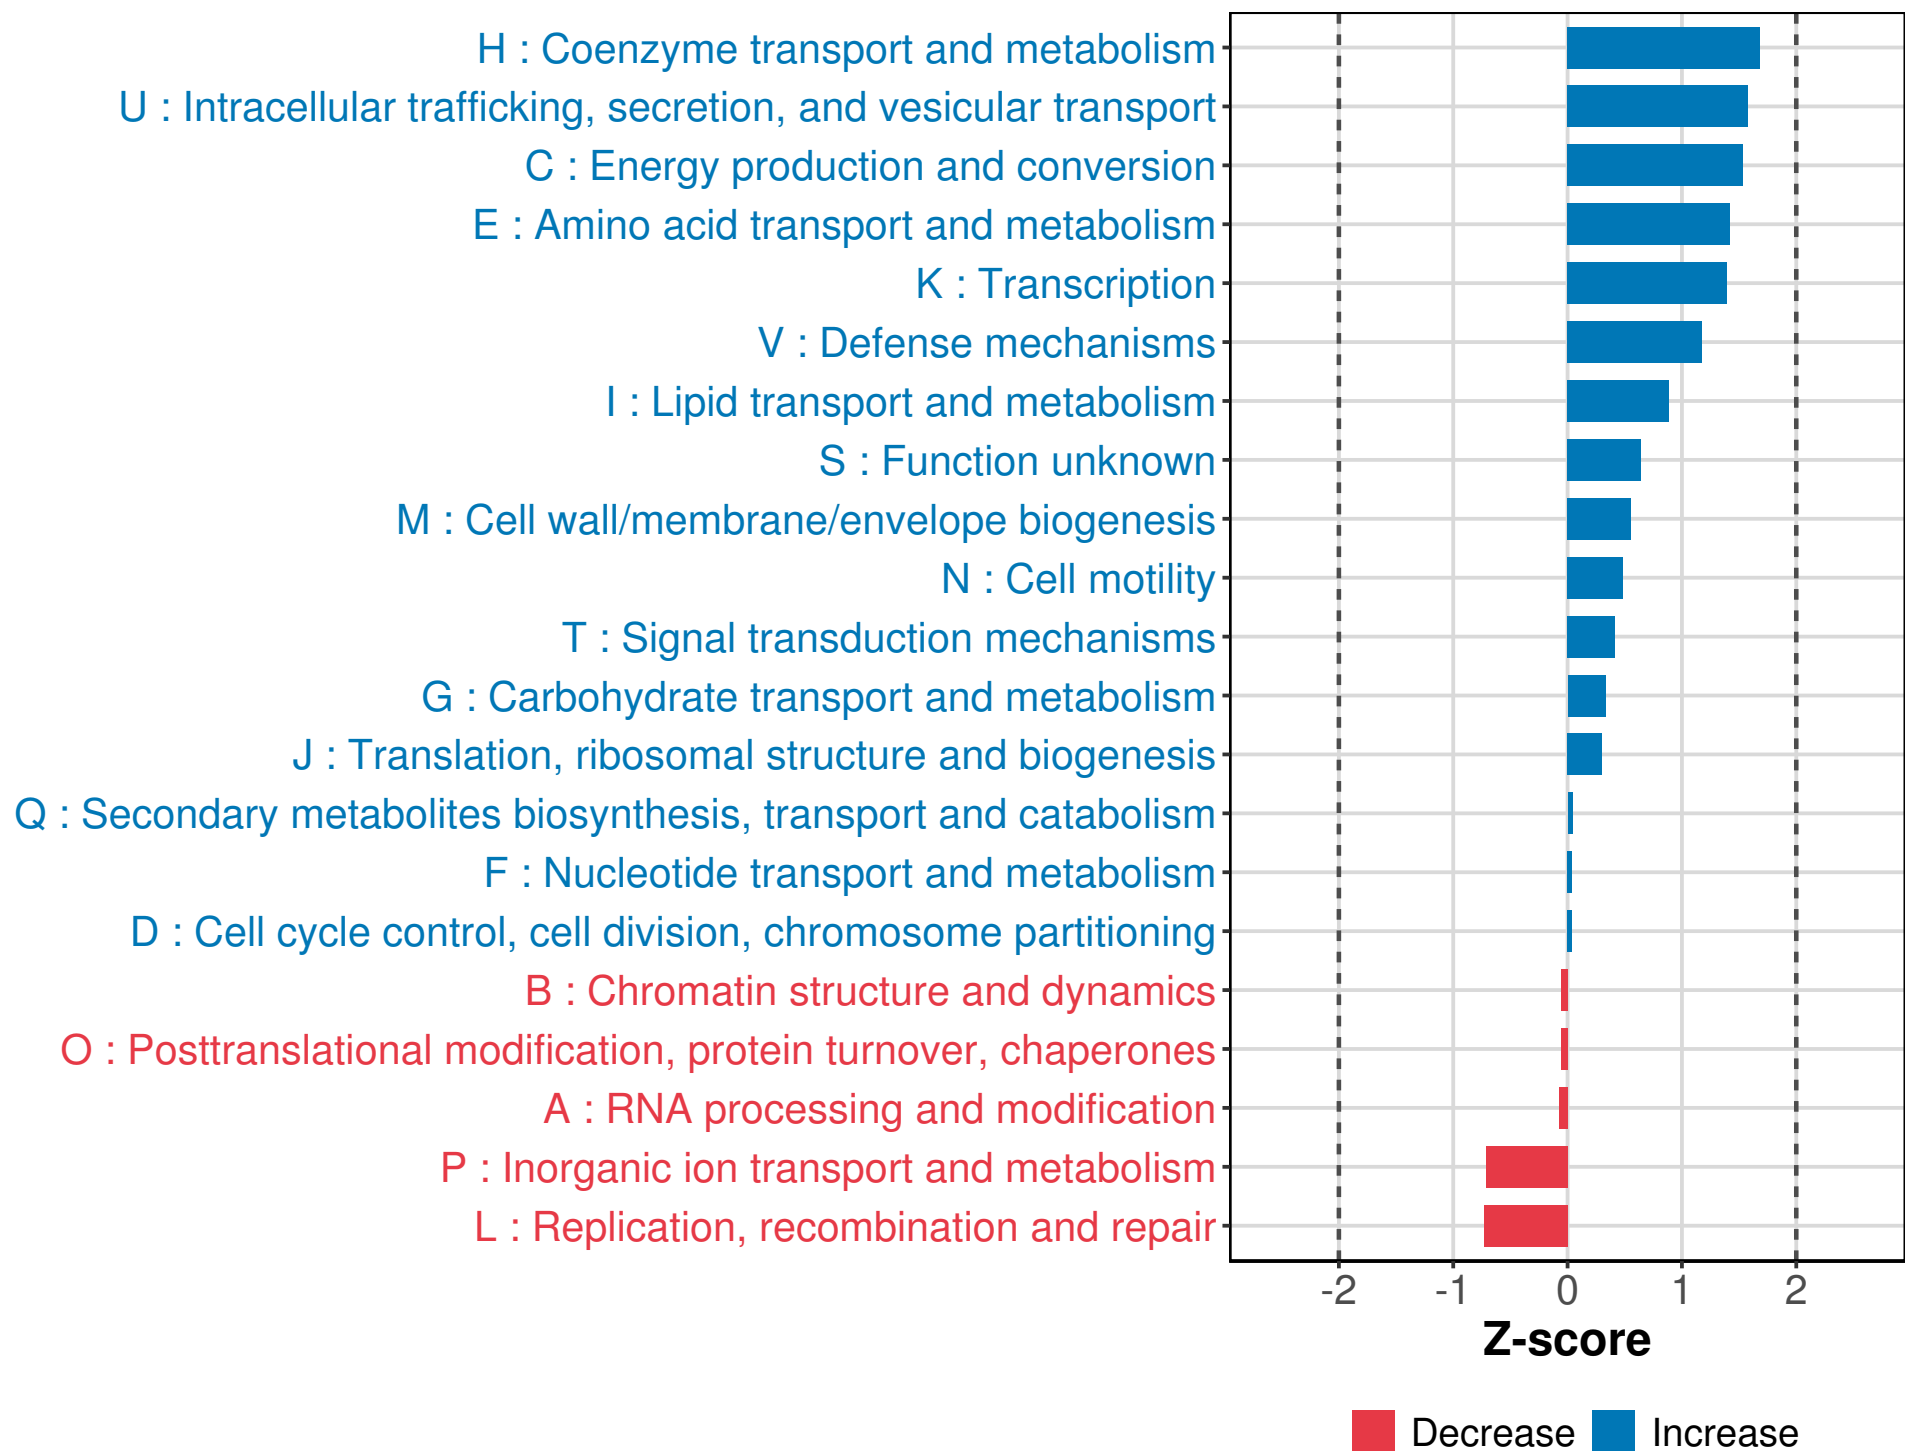 H : Coenzyme transport and metabolism
U : Intracellular trafficking, secretion, and vesicular transport
C : Energy production and conversion
E : Amino acid transport and metabolism
K : Transcription
V : Defense mechanisms
I : Lipid transport and metabolism
S : Function unknown
M : Cell wall/membrane/envelope biogenesis
N : Cell motility
T : Signal transduction mechanisms
G : Carbohydrate transport and metabolism
J : Translation, ribosomal structure and biogenesis
Q : Secondary metabolites biosynthesis, transport and catabolism
F : Nucleotide transport and metabolism
D : Cell cycle control, cell division, chromosome partitioning
B : Chromatin structure and dynamics
O : Posttranslational modification, protein turnover, chaperones
A : RNA processing and modification
P : Inorganic ion transport and metabolism
L : Replication, recombination and repair
-2 -1 0 1 2
Z-score
Decrease Increase